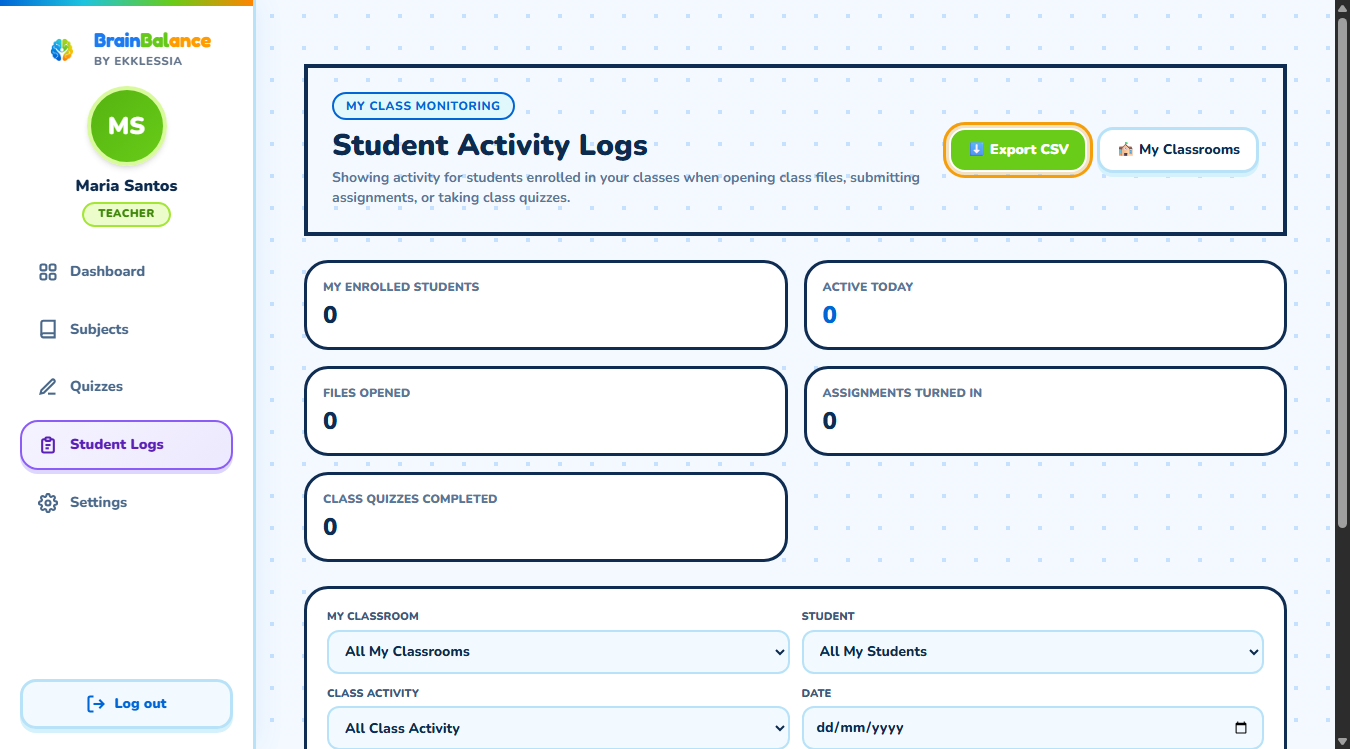 BrainBalance
BY EKKLESSIA
MS
Maria Santos
TEACHER
Dashboard
Subjects
Quizzes
Student Logs
Settings
Log out
MY CLASS MONITORING
Student Activity Logs
Showing activity for students enrolled in your classes when opening class files, submitting
assignments, or taking class quizzes.
Export CSV
My Classrooms
MY ENROLLED STUDENTS
0
ACTIVE TODAY
0
FILES OPENED
0
ASSIGNMENTS TURNED IN
0
CLASS QUIZZES COMPLETED
0
MY CLASSROOM
All My Classrooms
STUDENT
All My Students
CLASS ACTIVITY
All Class Activity
DATE
dd/mm/yyyy